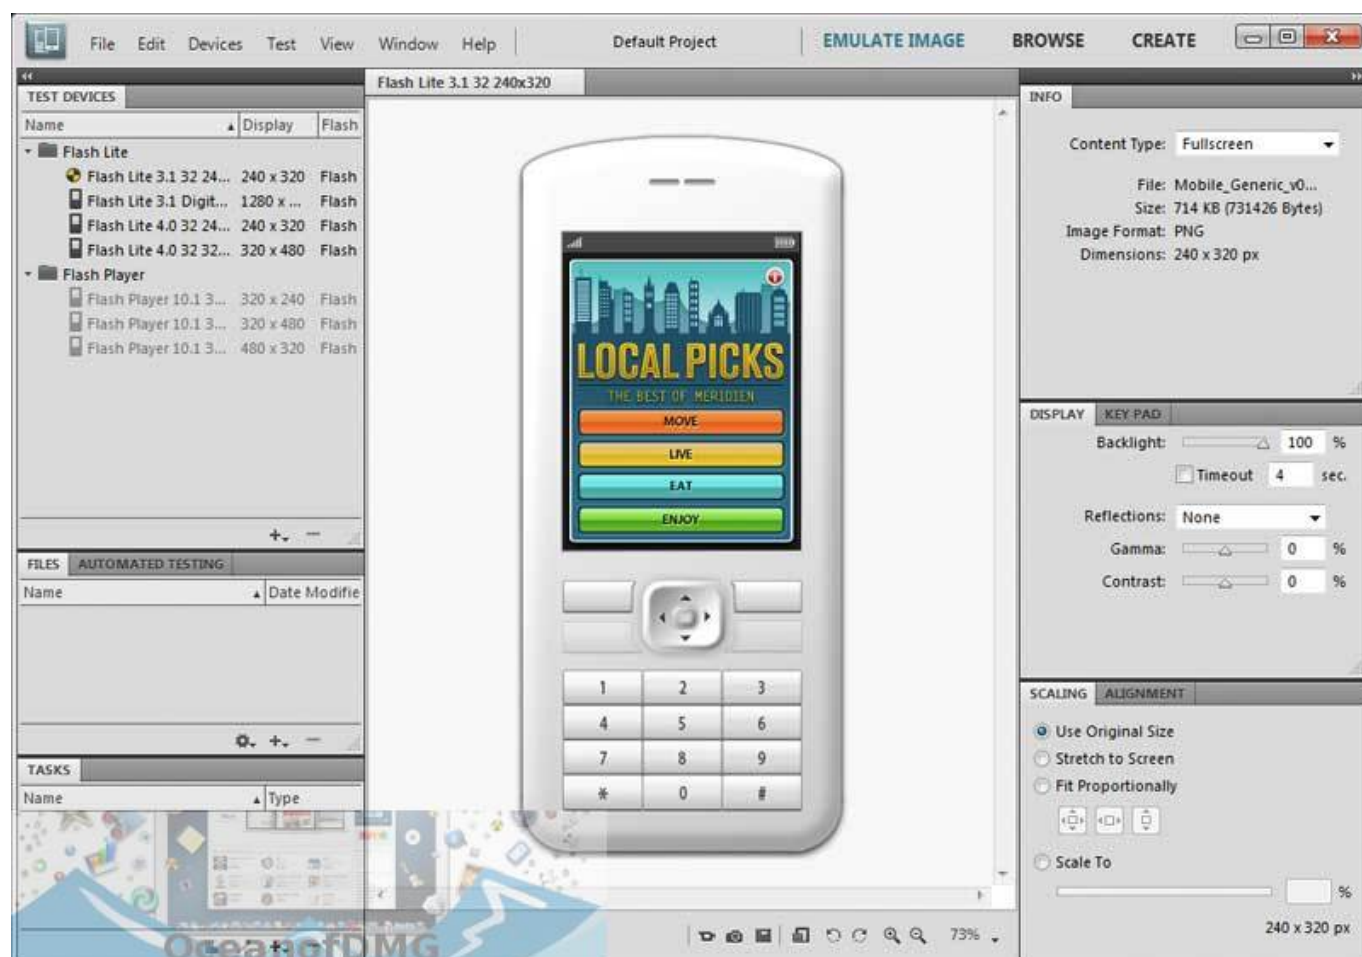 File Edit Devices Test View Window Help Default Project EMULATE IMAGE BROWSE CREATE
TEST DEVICES
Name Display Flash
Flash Lite
Flash Lite 3.1 32 24... 240 x 320 Flash
Flash Lite 3.1 Digit... 1280 x ... Flash
Flash Lite 4.0 32 24... 240 x 320 Flash
Flash Lite 4.0 32 32... 320 x 480 Flash
Flash Player
Flash Player 10.1 3... 320 x 240 Flash
Flash Player 10.1 3... 320 x 480 Flash
Flash Player 10.1 3... 480 x 320 Flash
FILES AUTOMATED TESTING
Name Date Modifie
TASKS
Name Type
OceanofDMG
Flash Lite 3.1 32 240x320
LOCAL PICKS
THE BEST OF MERIDIEN
MOVE
LIVE
EAT
ENJOY
1 2 3
4 5 6
7 8 9
* 0 #
73%
INFO
Content Type: Fullscreen
File: Mobile_Generic_v0...
Size: 714 KB (731426 Bytes)
Image Format: PNG
Dimensions: 240 x 320 px
DISPLAY KEY PAD
Backlight: 100 %
Timeout 4 sec.
Reflections: None
Gamma: 0 %
Contrast: 0 %
SCALING ALIGNMENT
Use Original Size
Stretch to Screen
Fit Proportionally
Scale To
%
240 x 320 px